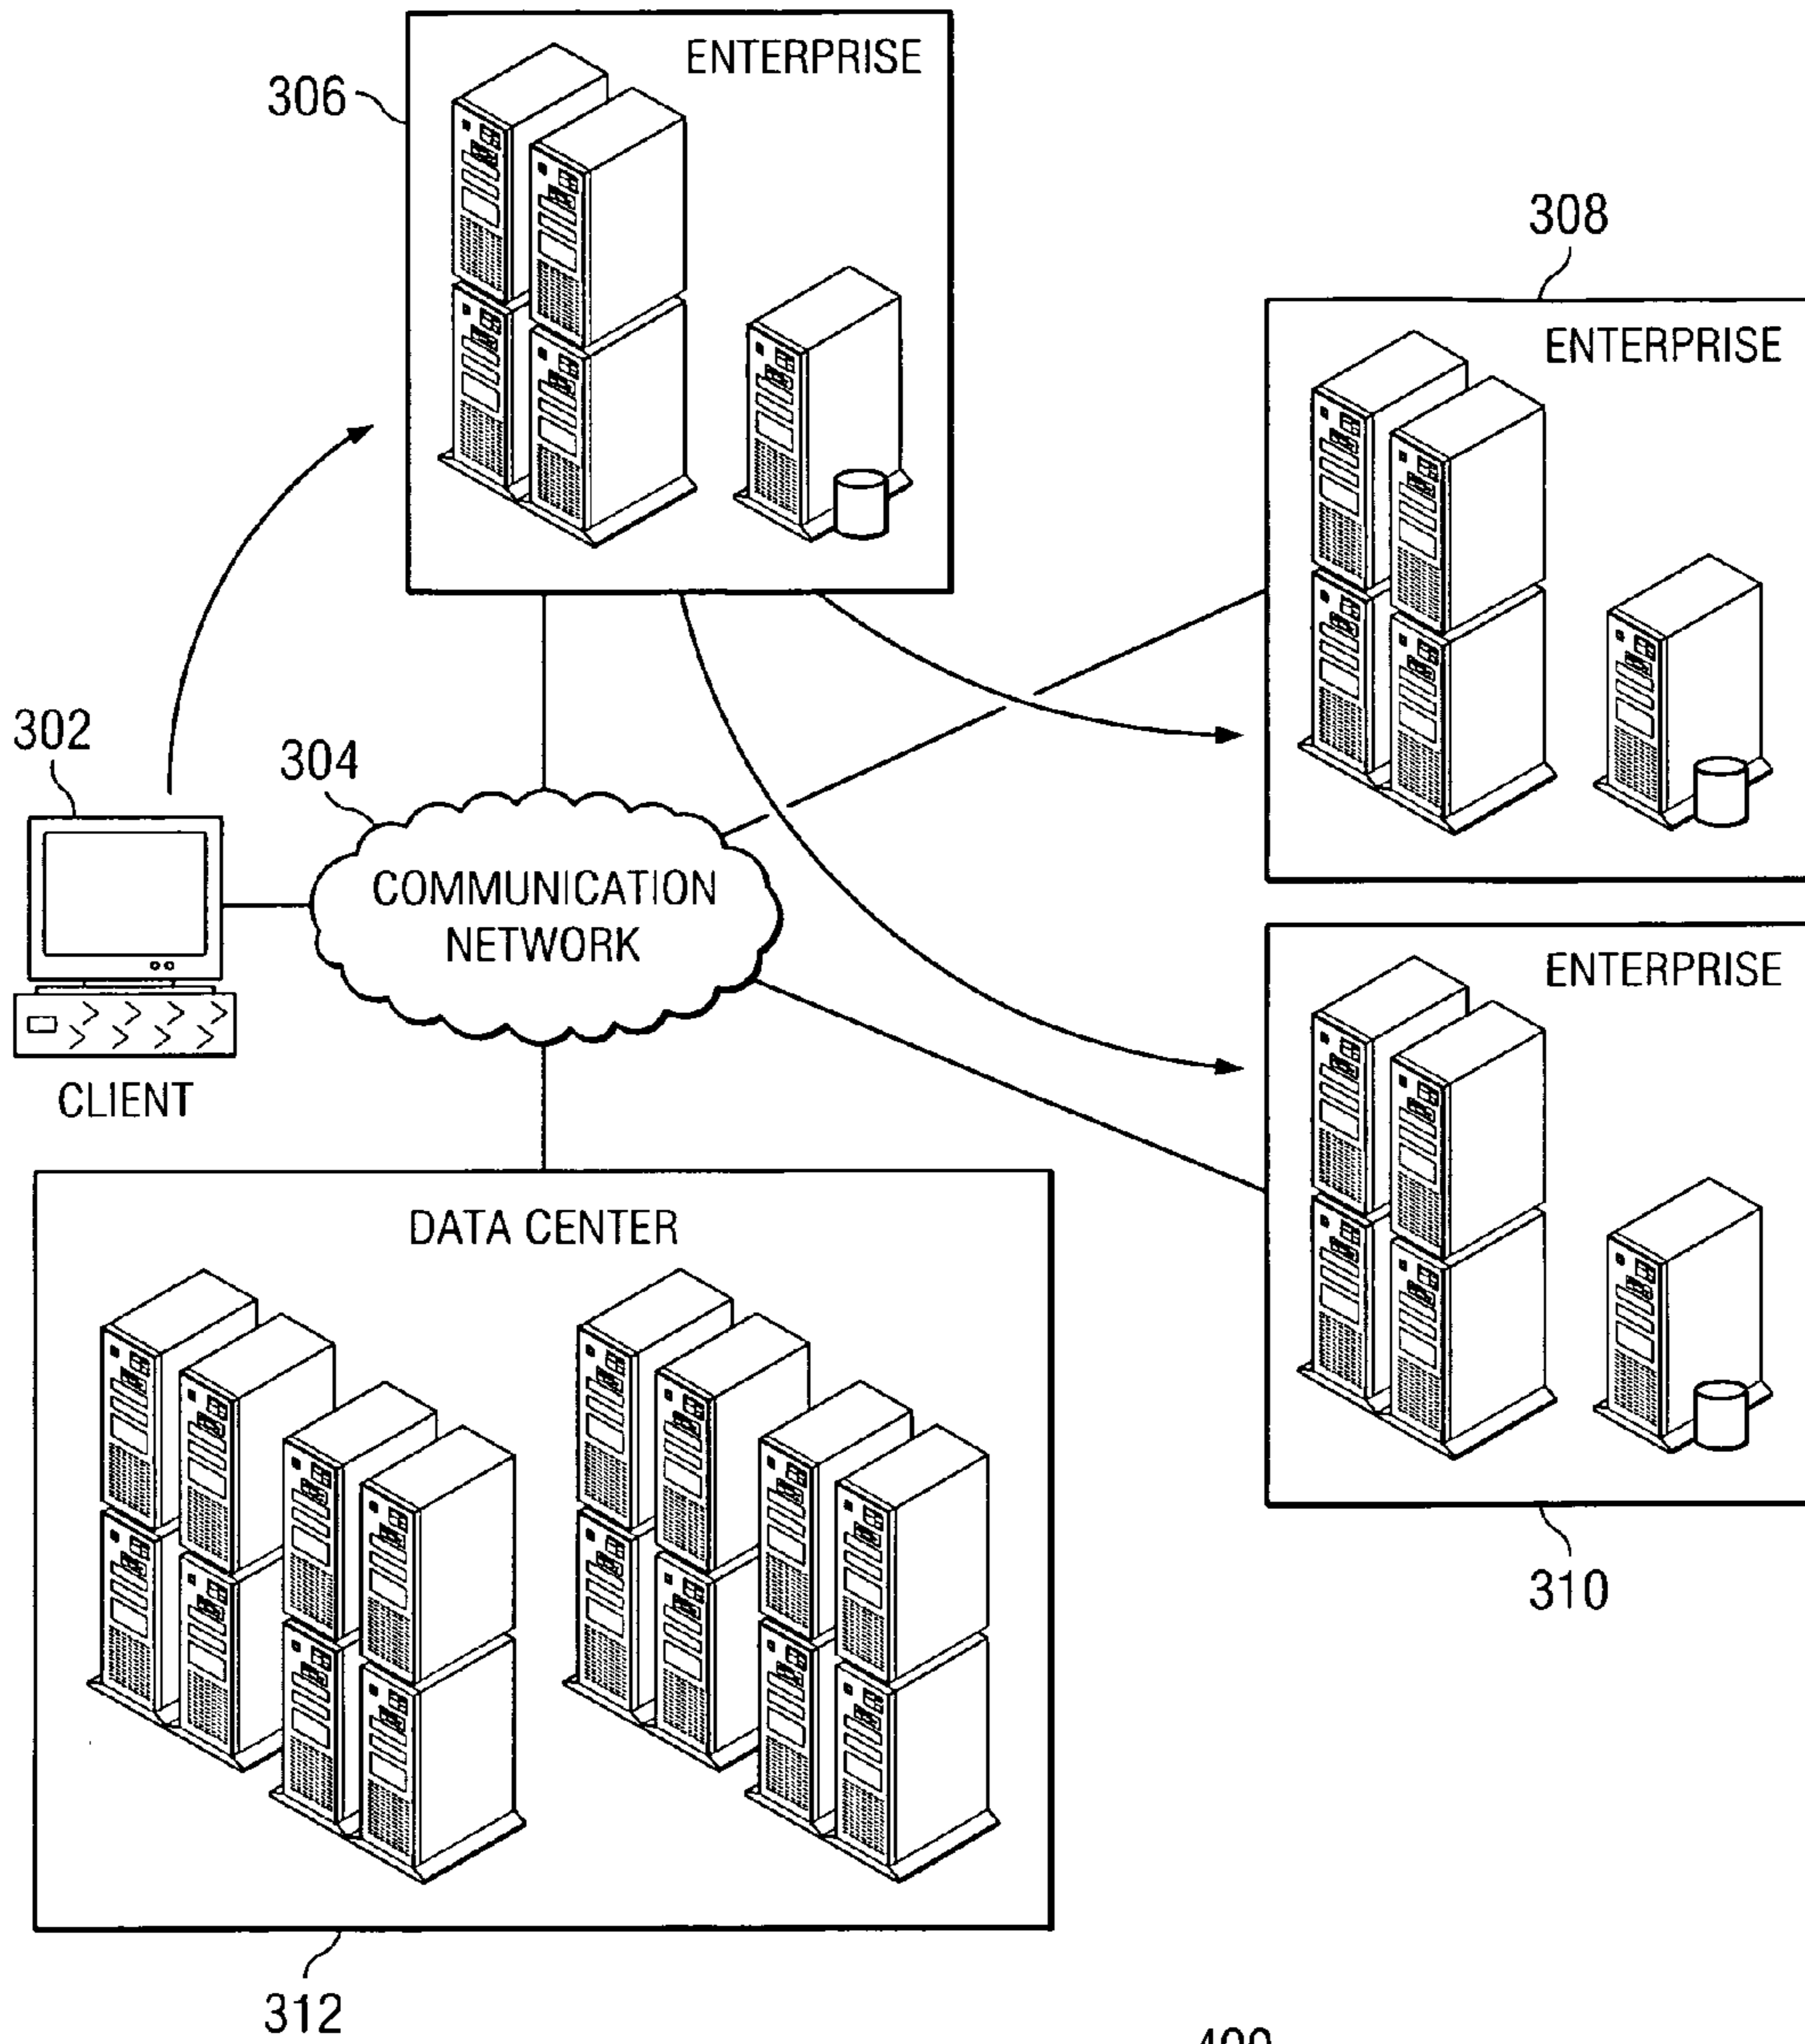 ENTERPRISE
306
308
ENTERPRISE
302
304
COMMUNICATION
NETWORK
ENTERPRISE
CLIENT
DATA CENTER
310
312